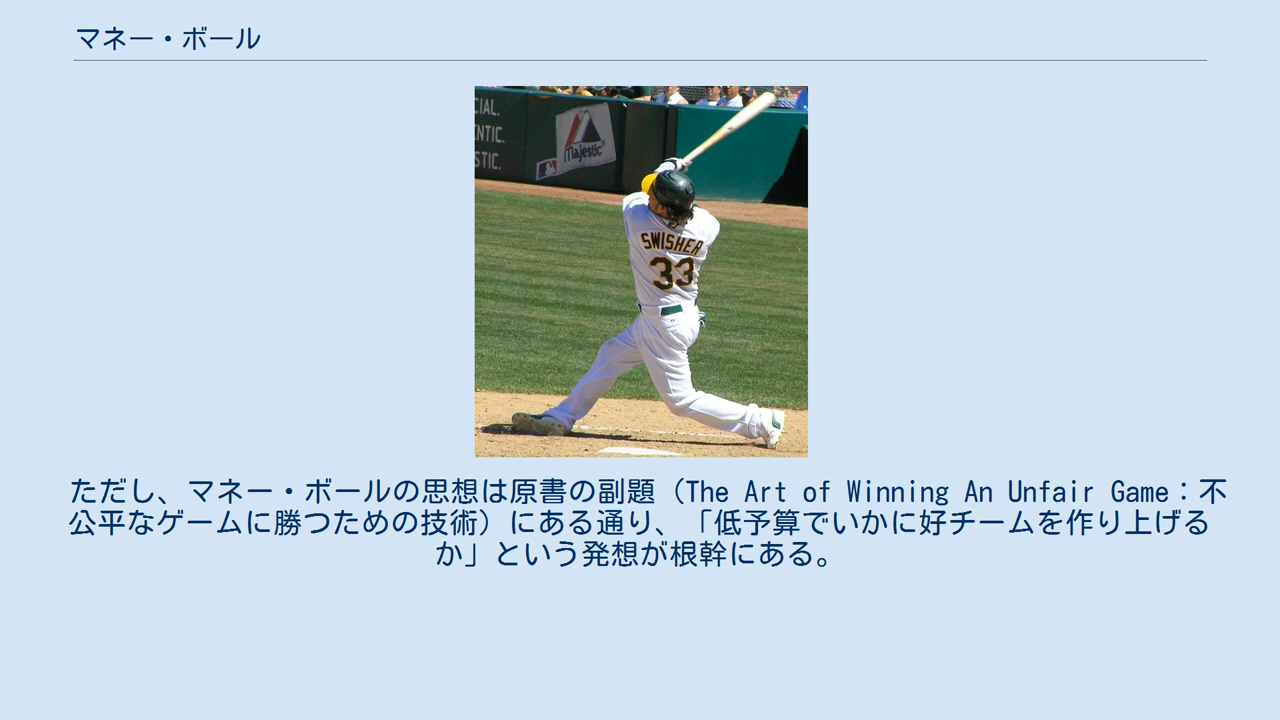 マネー・ボール
CIAL.
NTIC.
STIC.
Majestic
SWISHER
33
ただし、マネー・ボールの思想は原書の副題（The Art of Winning An Unfair Game：不
公平なゲームに勝つための技術）にある通り、「低予算でいかに好チームを作り上げる
か」という発想が根幹にある。